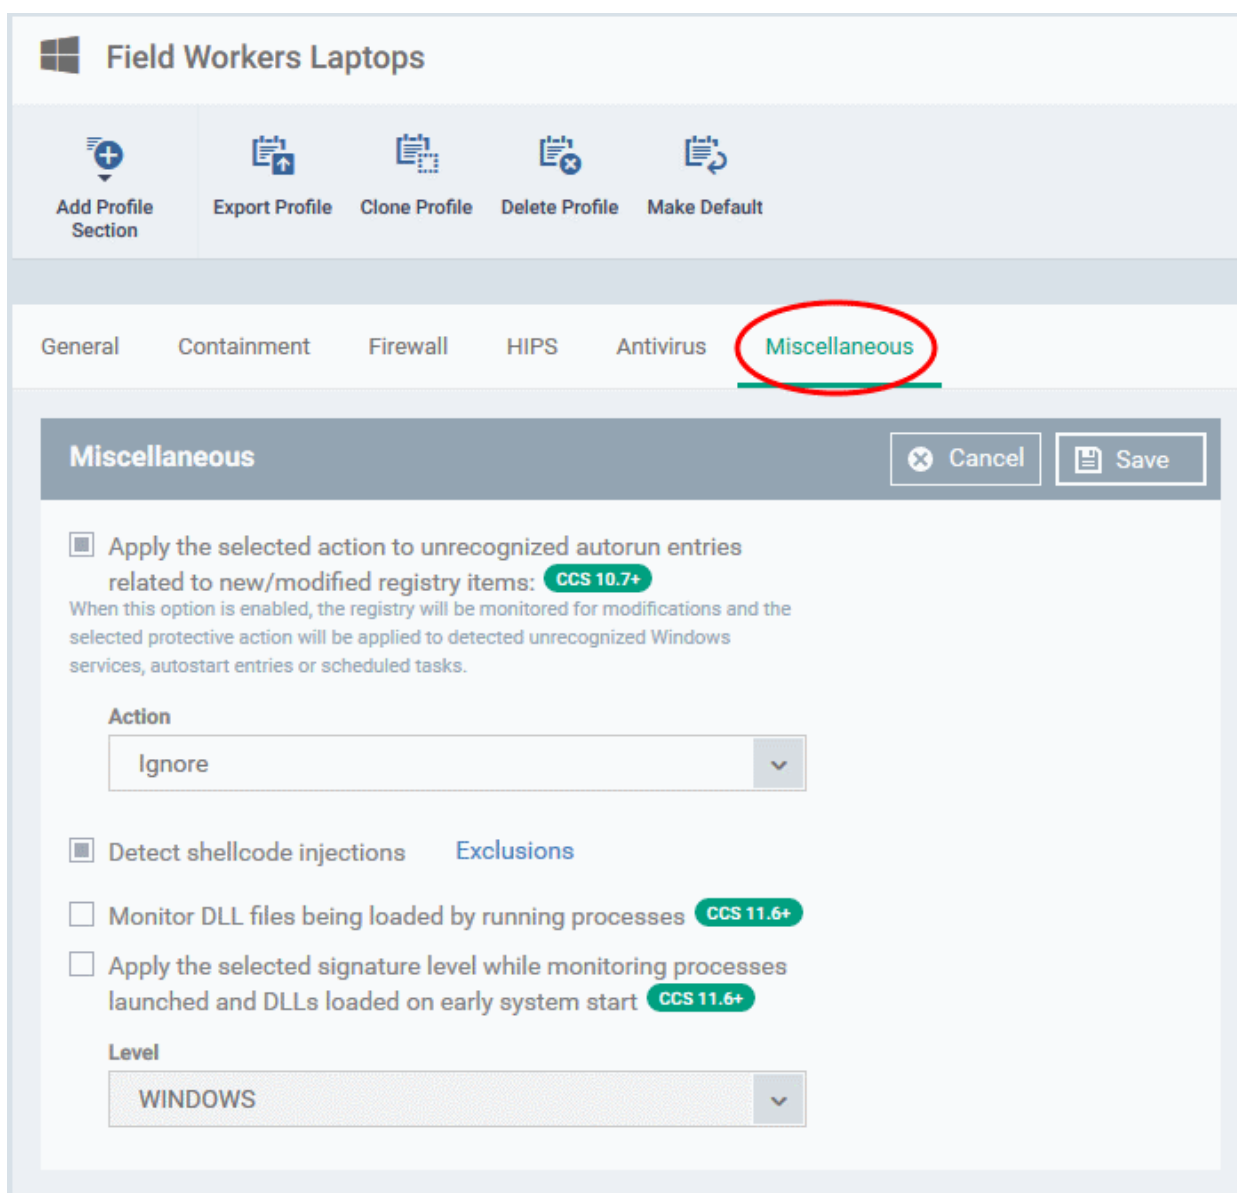 Field Workers Laptops
Add Profile
Section
Export Profile
Clone Profile
Delete Profile
Make Default
General
Containment
Firewall
HIPS
Antivirus
Miscellaneous
Miscellaneous
Cancel
Save
Apply the selected action to unrecognized autorun entries
related to new/modified registry items: CCS 10.7+
When this option is enabled, the registry will be monitored for modifications and the
selected protective action will be applied to detected unrecognized Windows
services, autostart entries or scheduled tasks.
Action
Ignore
Detect shellcode injections Exclusions
Monitor DLL files being loaded by running processes CCS 11.6+
Apply the selected signature level while monitoring processes
launched and DLLs loaded on early system start CCS 11.6+
Level
WINDOWS